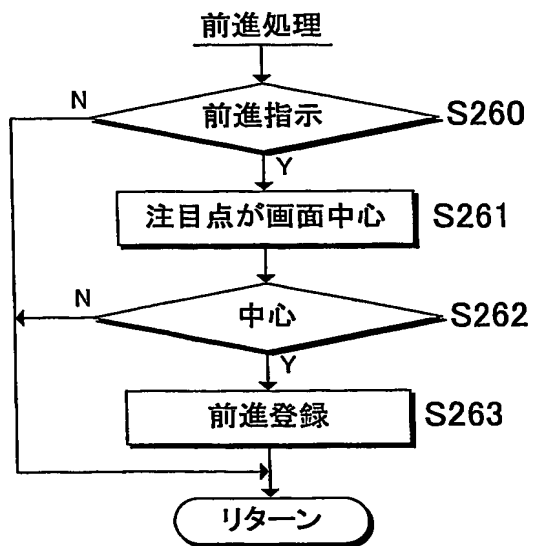 前進処理
N
前進指示
S260
Y
注目点が画面中心
S261
N
中心
S262
Y
前進登録
S263
リターン